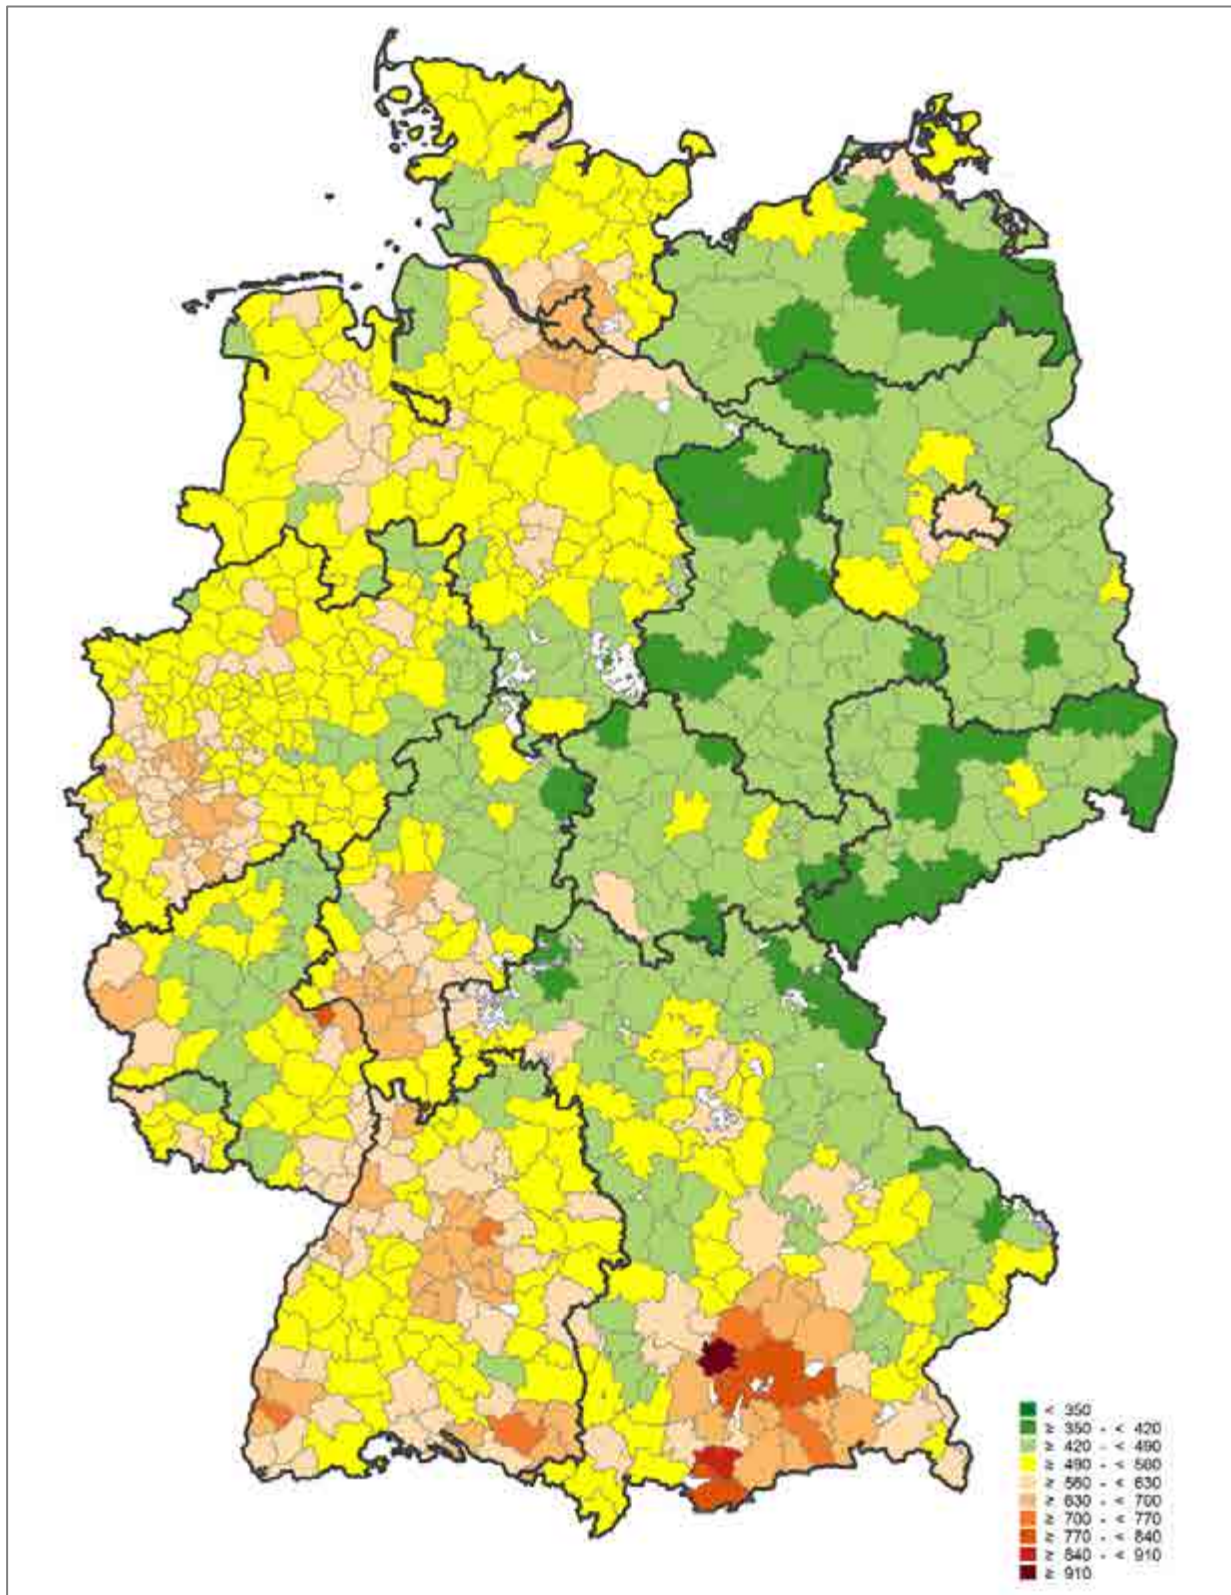 < 350
≥ 350 - < 420
≥ 420 - < 490
≥ 490 - < 560
≥ 560 - < 630
≥ 630 - < 700
≥ 700 - < 770
≥ 770 - < 840
≥ 840 - < 910
≥ 910